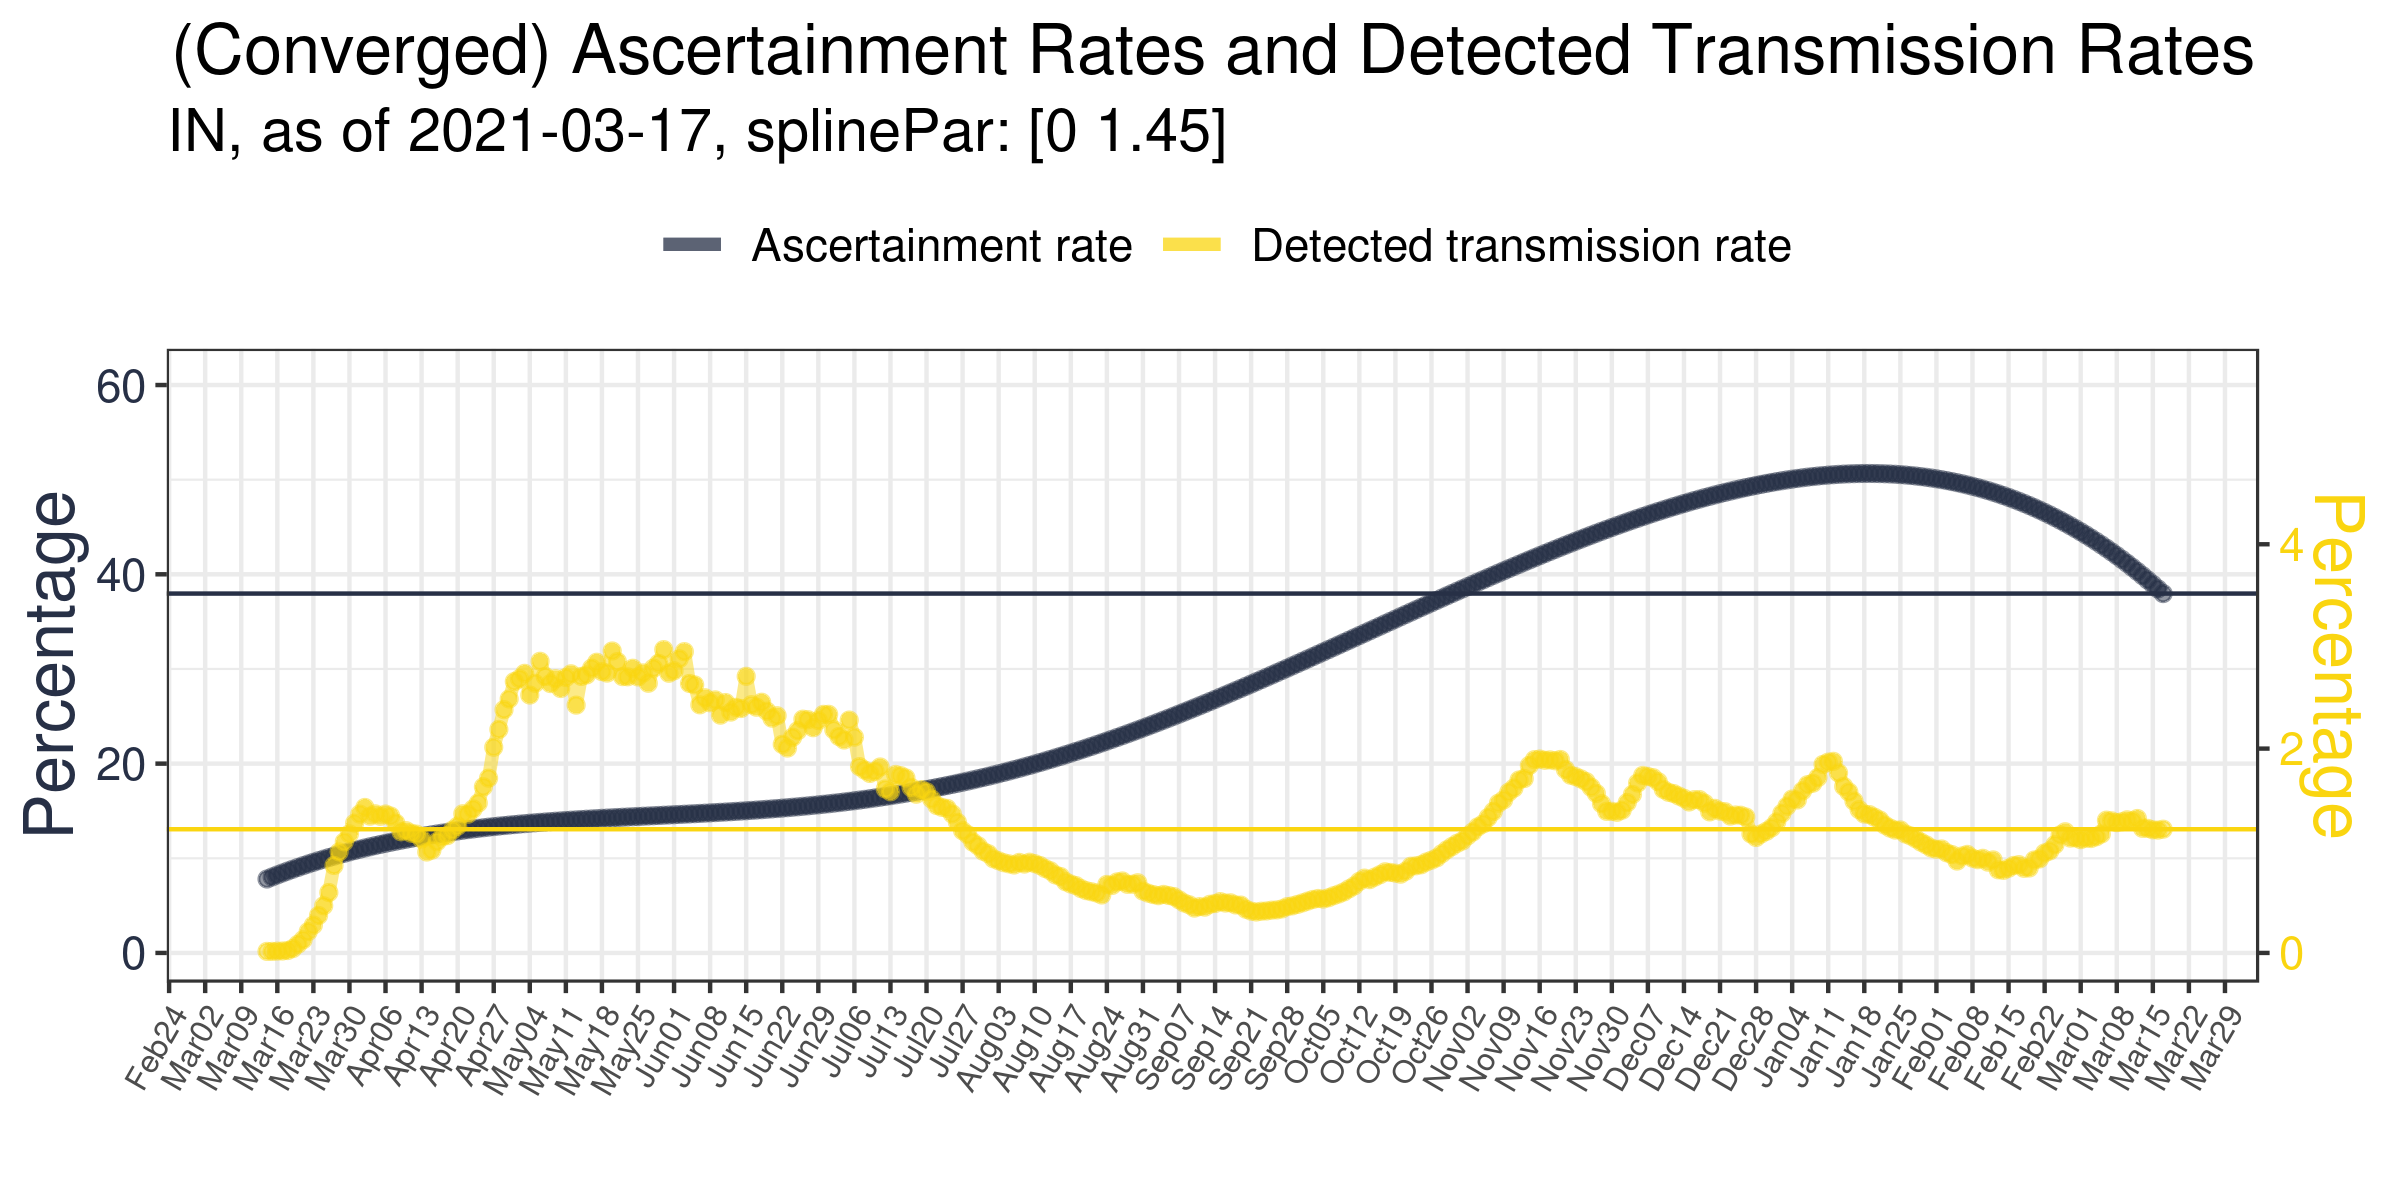 (Converged) Ascertainment Rates and Detected Transmission Rates
IN, as of 2021-03-17, splinePar: [0 1.45]
Ascertainment rate
Detected transmission rate
Percentage
60
40
20
0
4
2
0
Percentage
Feb24
Mar02
Mar09
Mar16
Mar23
Mar30
Apr06
Apr13
Apr20
Apr27
May04
May11
May18
May25
Jun01
Jun08
Jun15
Jun22
Jun29
Jul06
Jul13
Jul20
Jul27
Aug03
Aug10
Aug17
Aug24
Aug31
Sep07
Sep14
Sep21
Sep28
Oct05
Oct12
Oct19
Oct26
Nov02
Nov09
Nov16
Nov23
Nov30
Dec07
Dec14
Dec21
Dec28
Jan04
Jan11
Jan18
Jan25
Feb01
Feb08
Feb15
Feb22
Mar01
Mar08
Mar15
Mar22
Mar29